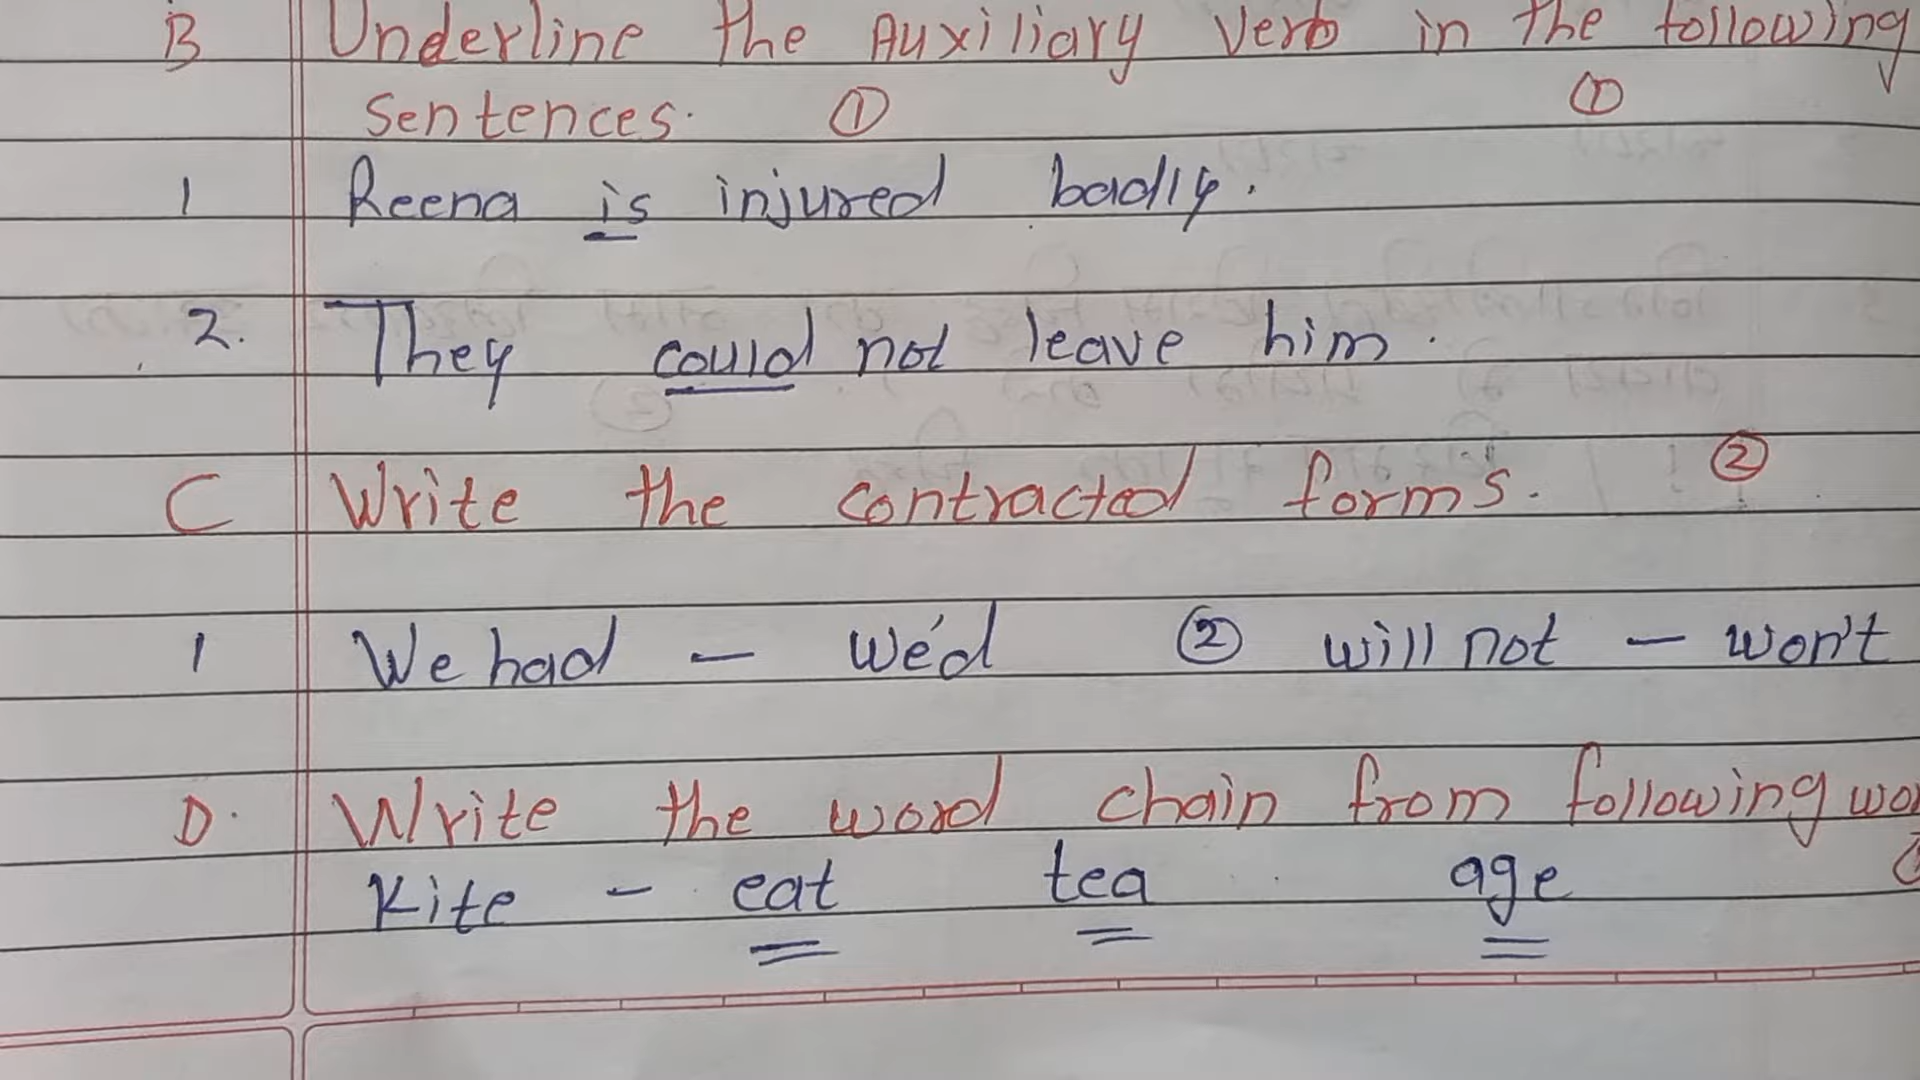 B Underline the Auxiliary Verb in the following
Sentences. ① ①
1 Reena is injured badly.
2. They could not leave him.
C Write the contracted forms. ②
1 We had - we'd ② will not - won't
D. Write the word chain from following
Kite - eat tea age